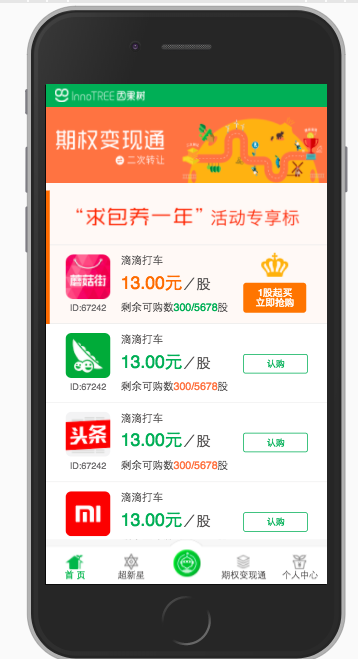 InnoTREE 因果树
期权变现通
二次转让
“求包养一年” 活动专享标
蘑菇街
滴滴打车
13.00元／股
剩余可购数300/5678股
ID:67242
1股起买
立即抢购
滴滴打车
13.00元／股
剩余可购数300/5678股
ID:67242
认购
头条
滴滴打车
13.00元／股
剩余可购数300/5678股
ID:67242
认购
mi
滴滴打车
13.00元／股
认购
首 页
超新星
期权变现通
个人中心